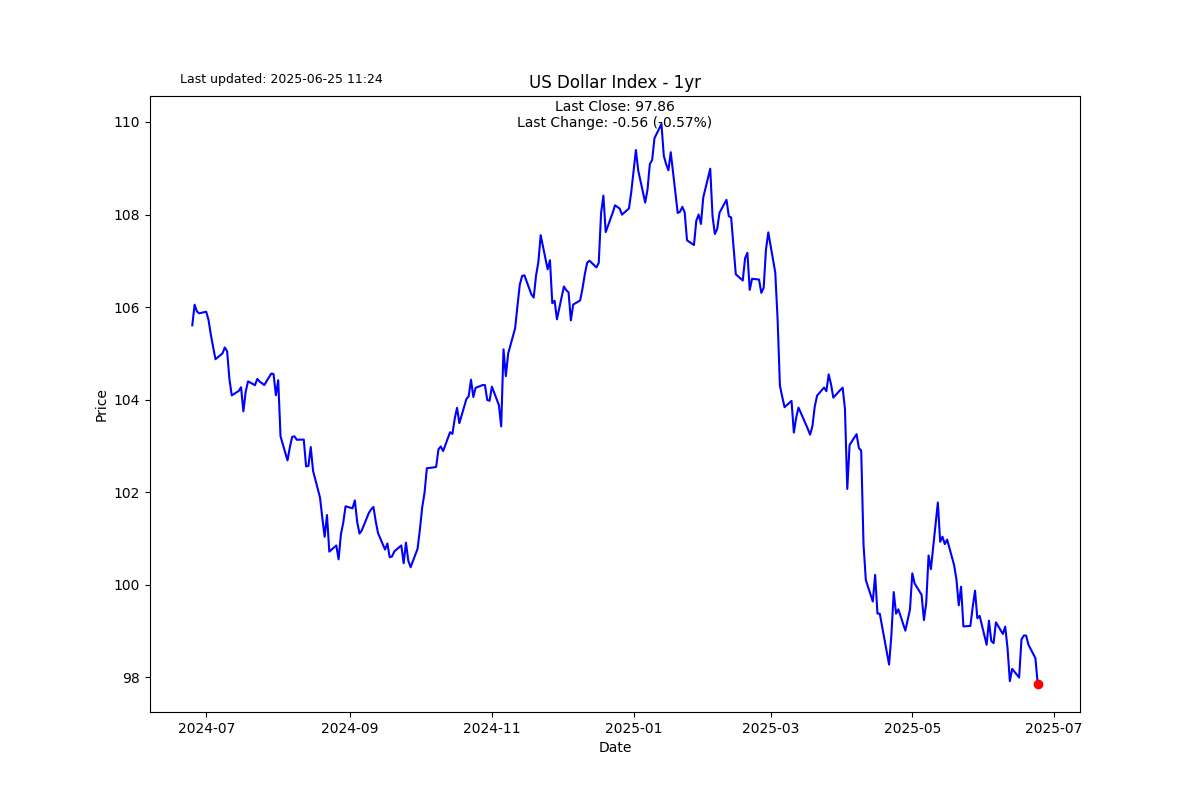 Last updated: 2025-06-25 11:24
US Dollar Index - 1yr
Last Close: 97.86
Last Change: -0.56 (-0.57%)
110
108
106
104
102
100
98
Price
2024-07
2024-09
2024-11
2025-01
2025-03
2025-05
2025-07
Date